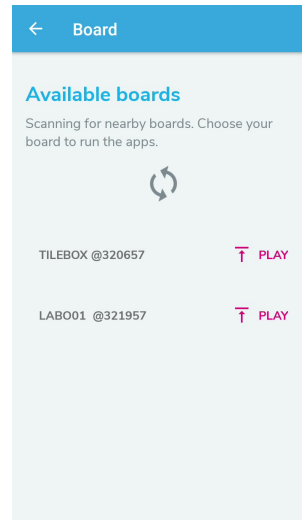 Board
Available boards
Scanning for nearby boards. Choose your
board to run the apps.
TILEBOX @320657 PLAY
LABO01 @321957 PLAY